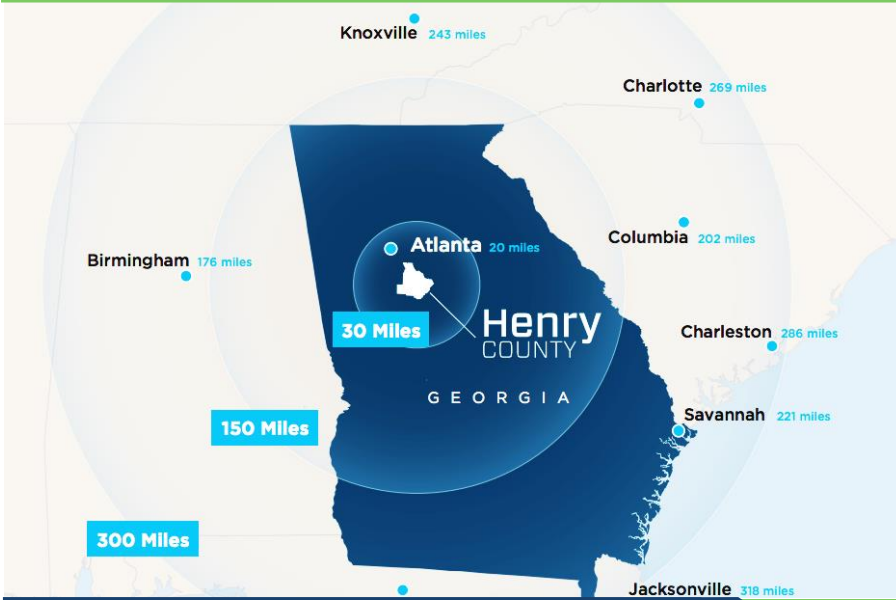 Knoxville 243 miles
Charlotte 269 miles
Columbia 202 miles
Atlanta 20 miles
Birmingham 176 miles
30 Miles
Henry
COUNTY
Charleston 286 miles
GEORGIA
150 Miles
Savannah 221 miles
300 Miles
Jacksonville 318 miles